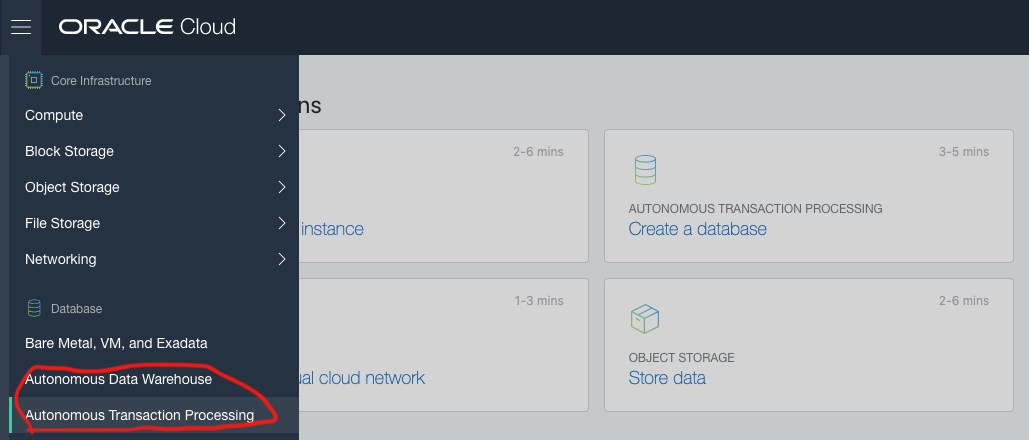 ORACLE Cloud
Core Infrastructure
Compute
Block Storage
Object Storage
File Storage
Networking
Database
Bare Metal, VM, and Exadata
Autonomous Data Warehouse
Autonomous Transaction Processing
ns
2-6 mins
instance
3-5 mins
AUTONOMOUS TRANSACTION PROCESSING
Create a database
1-3 mins
ual cloud network
2-6 mins
OBJECT STORAGE
Store data